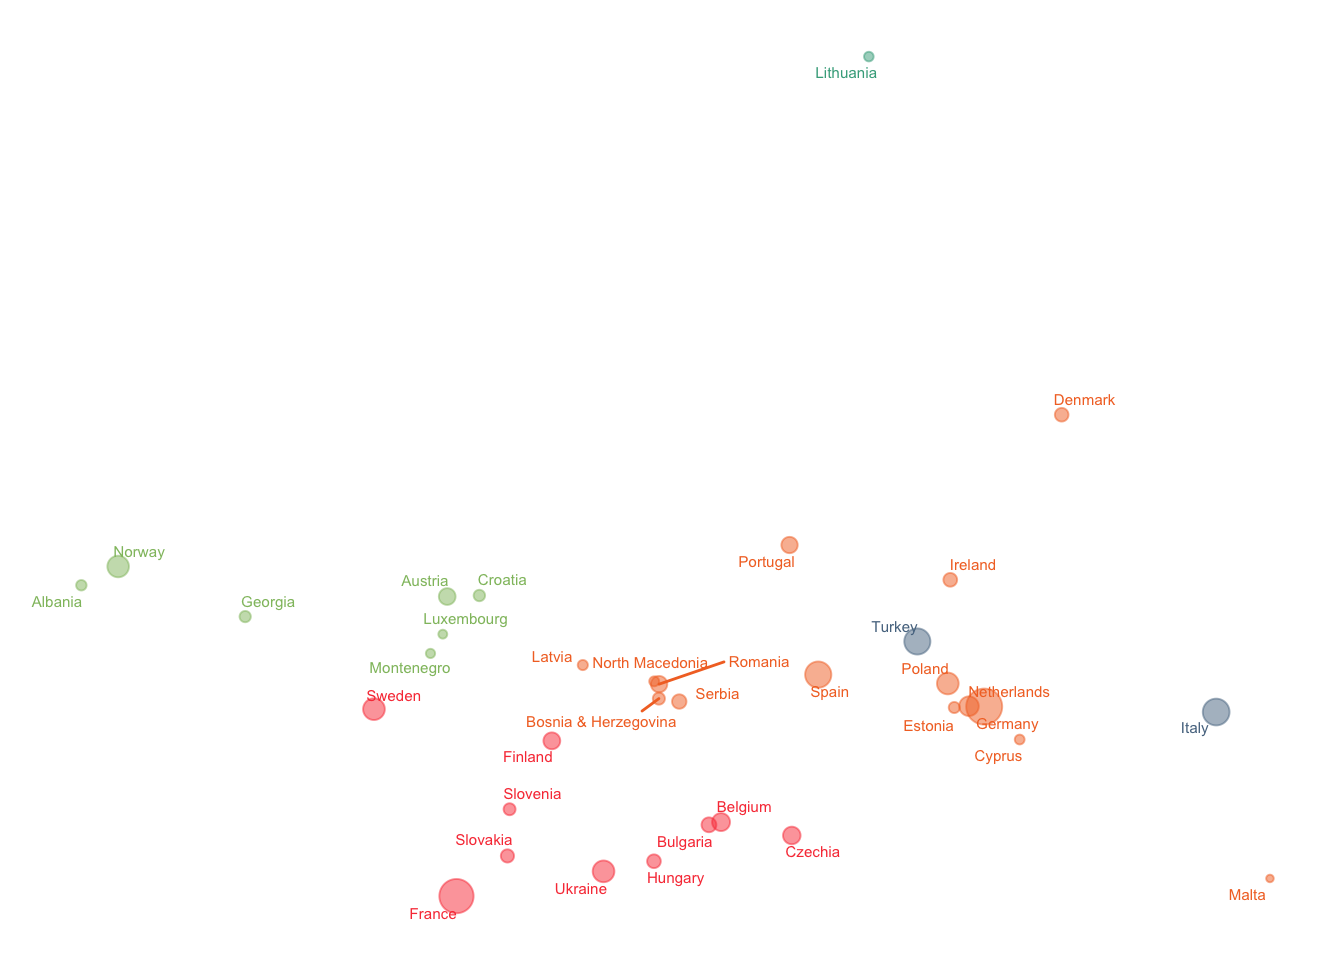 Lithuania
Denmark
Norway
Portugal
Ireland
Austria
Croatia
Albania
Georgia
Luxembourg
Turkey
Latvia
North Macedonia
Romania
Montenegro
Poland
Sweden
Serbia
Spain
Netherlands
Bosnia & Herzegovina
Estonia
Germany
Italy
Finland
Cyprus
Slovenia
Belgium
Slovakia
Bulgaria
Czechia
Hungary
Ukraine
Malta
France